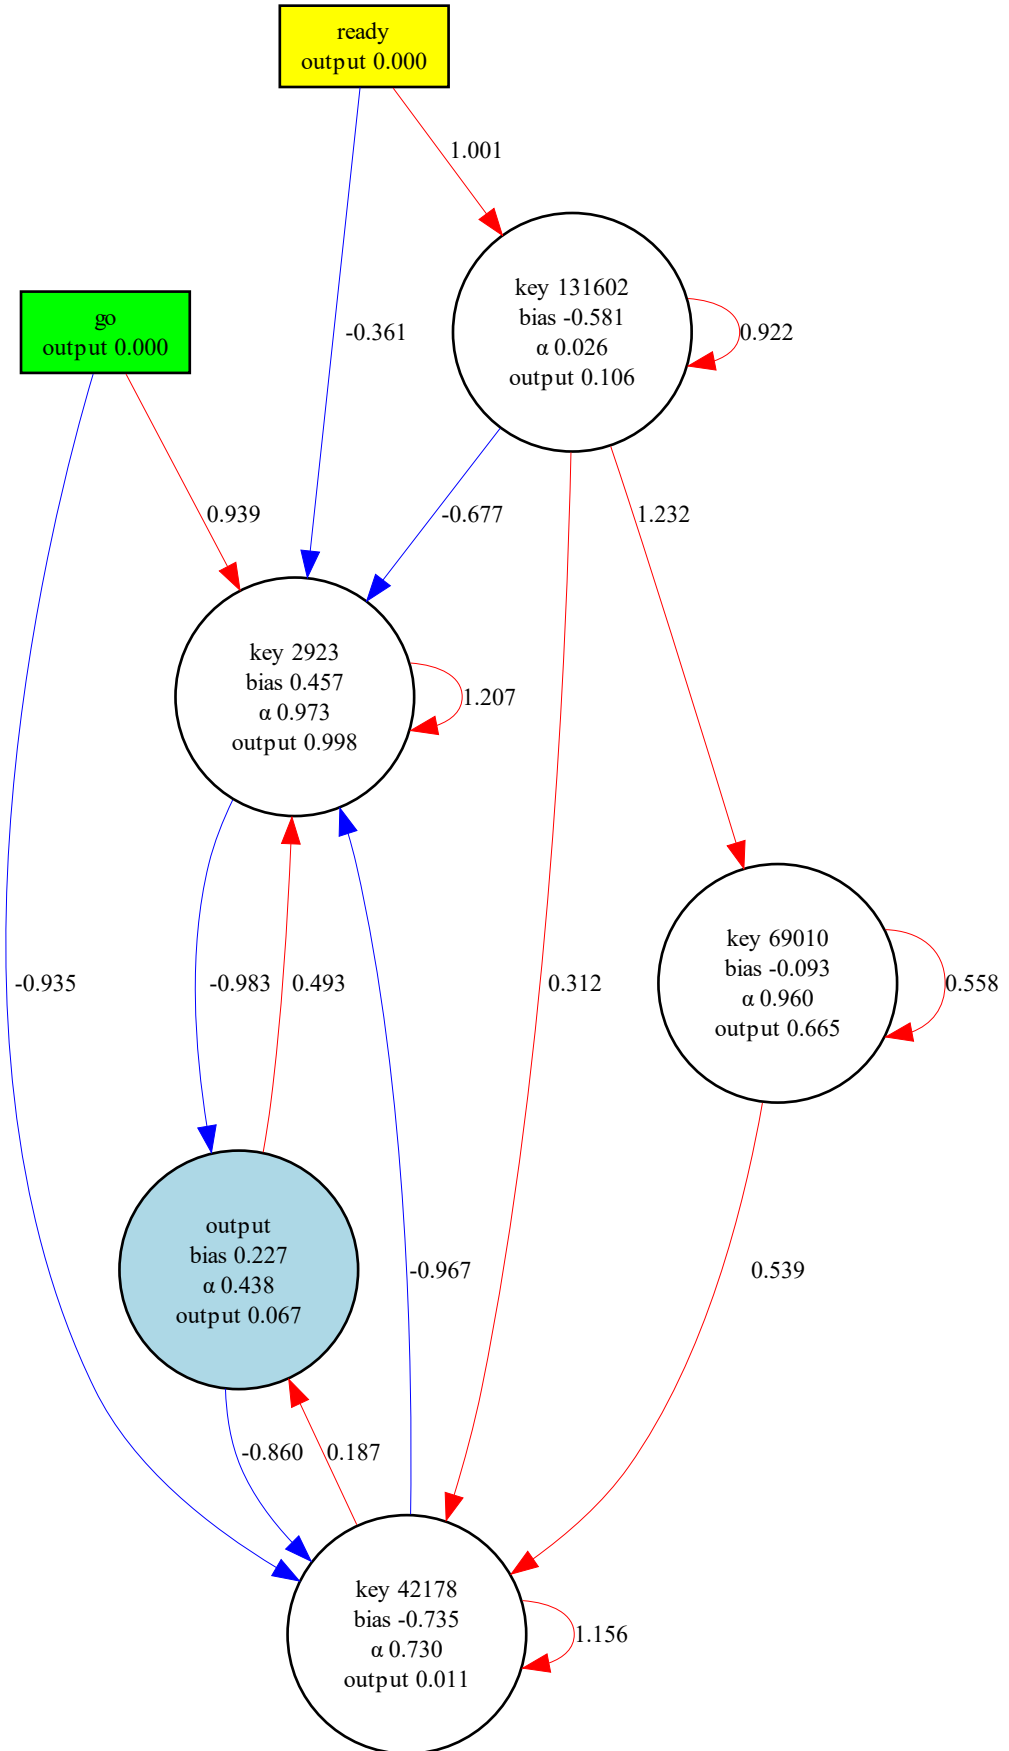 ready
output 0.000
1.001
key 131602
bias -0.581
α 0.026
output 0.106
0.922
go
output 0.000
-0.361
0.939
-0.677
1.232
key 2923
bias 0.457
α 0.973
output 0.998
1.207
key 69010
bias -0.093
α 0.960
output 0.665
0.558
-0.935
-0.983
0.493
0.312
output
bias 0.227
α 0.438
output 0.067
-0.967
0.539
-0.860
0.187
key 42178
bias -0.735
α 0.730
output 0.011
1.156